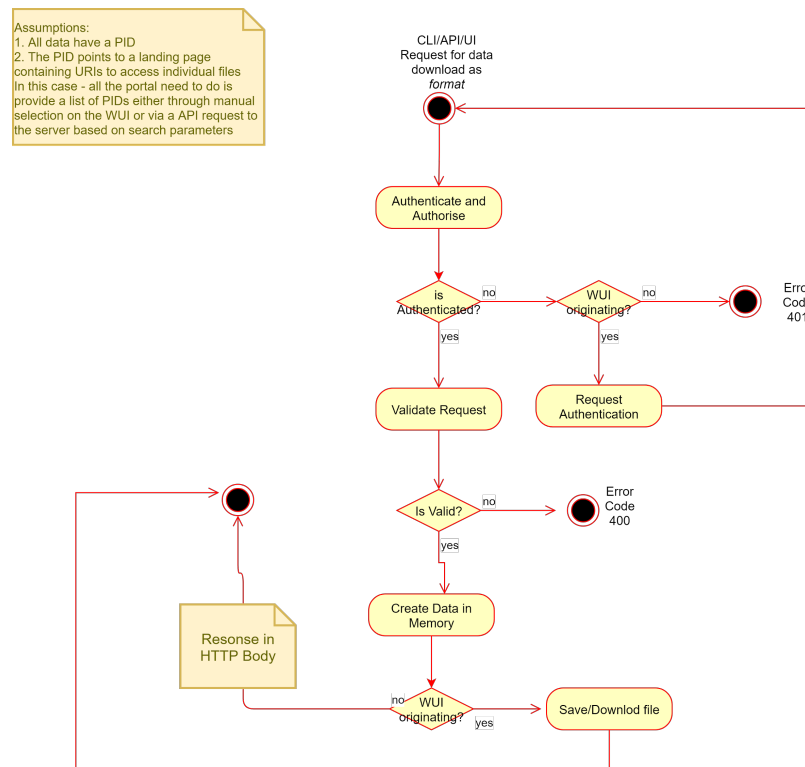 Assumptions:
1. All data have a PID
2. The PID points to a landing page
containing URIs to access individual files
In this case - all the portal need to do is
provide a list of PIDs either through manual
selection on the WUI or via a API request to
the server based on search parameters
CLI/API/UI
Request for data
download as
format
Authenticate and
Authorise
is
Authenticated?
no
WUI
originating?
no
Erro
Cod
401
yes
yes
Validate Request
Request
Authentication
Is Valid?
no
Error
Code
400
yes
Create Data in
Memory
Resonse in
HTTP Body
no
WUI
originating?
yes
Save/Downlod file